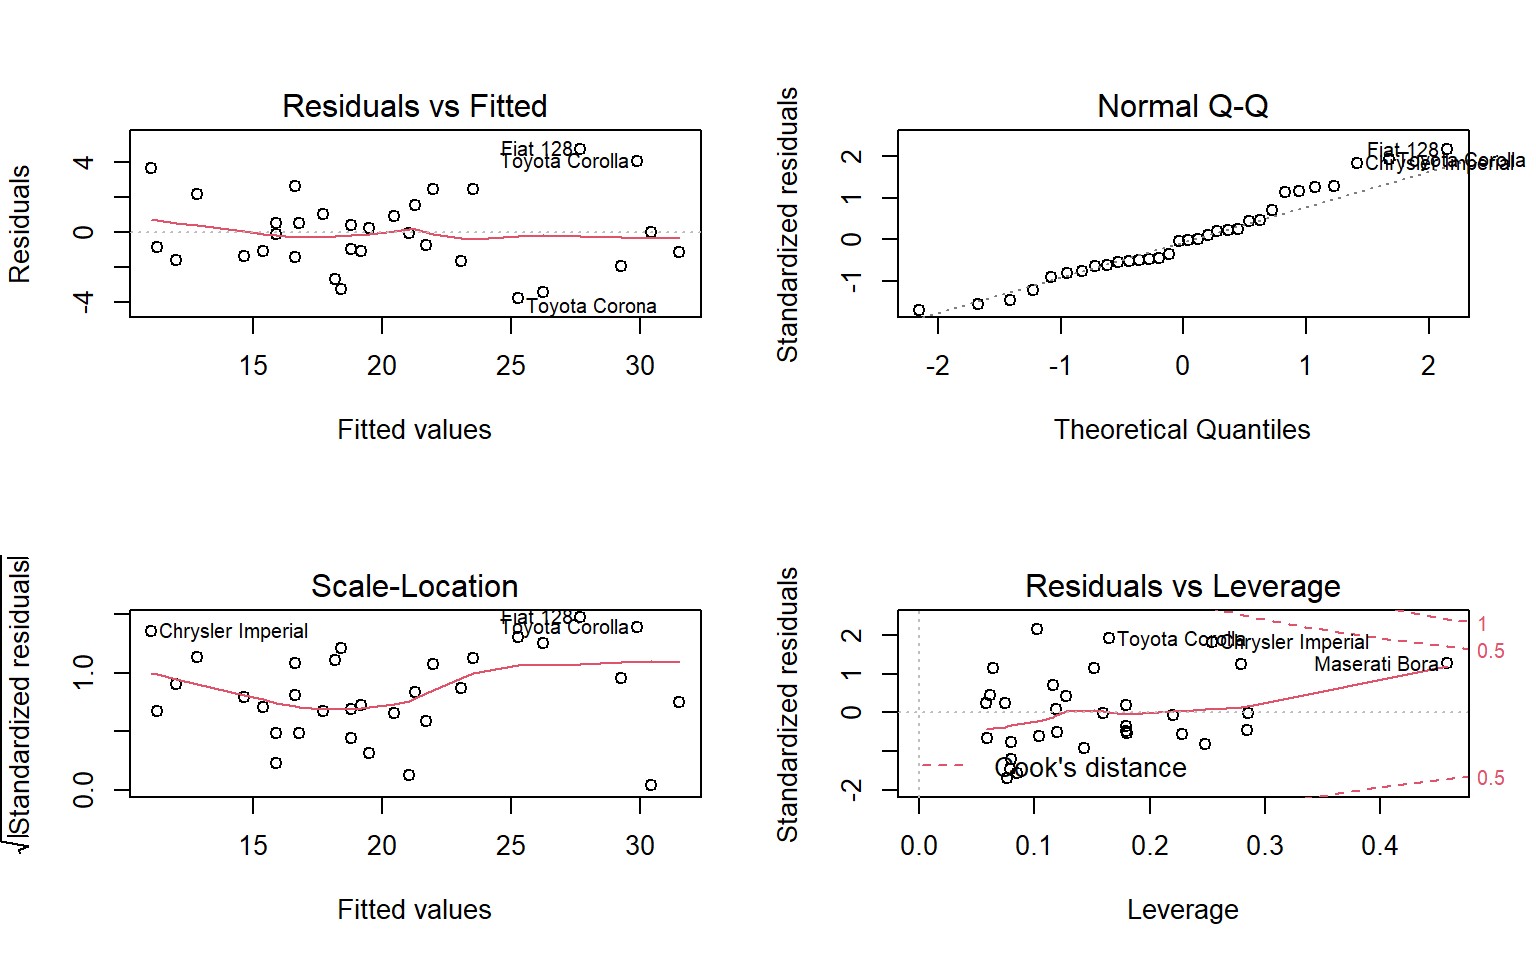 Residuals vs Fitted
Residuals
4
0
-4
Fiat 128
Toyota Corolla
Toyota Corona
15 20 25 30
Fitted values
Normal Q-Q
Standardized residuals
2
1
0
-1
Fiat 128
Toyota Corolla
Chrysler Imperial
-2 -1 0 1 2
Theoretical Quantiles
Scale-Location
√|Standardized residuals|
1.0
0.0
Chrysler Imperial
Fiat 128
Toyota Corolla
15 20 25 30
Fitted values
Residuals vs Leverage
Standardized residuals
2
1
0
-2
Toyota Corolla
Chrysler Imperial
Maserati Bora
Cook's distance
1
0.5
0.5
0.0 0.1 0.2 0.3 0.4
Leverage